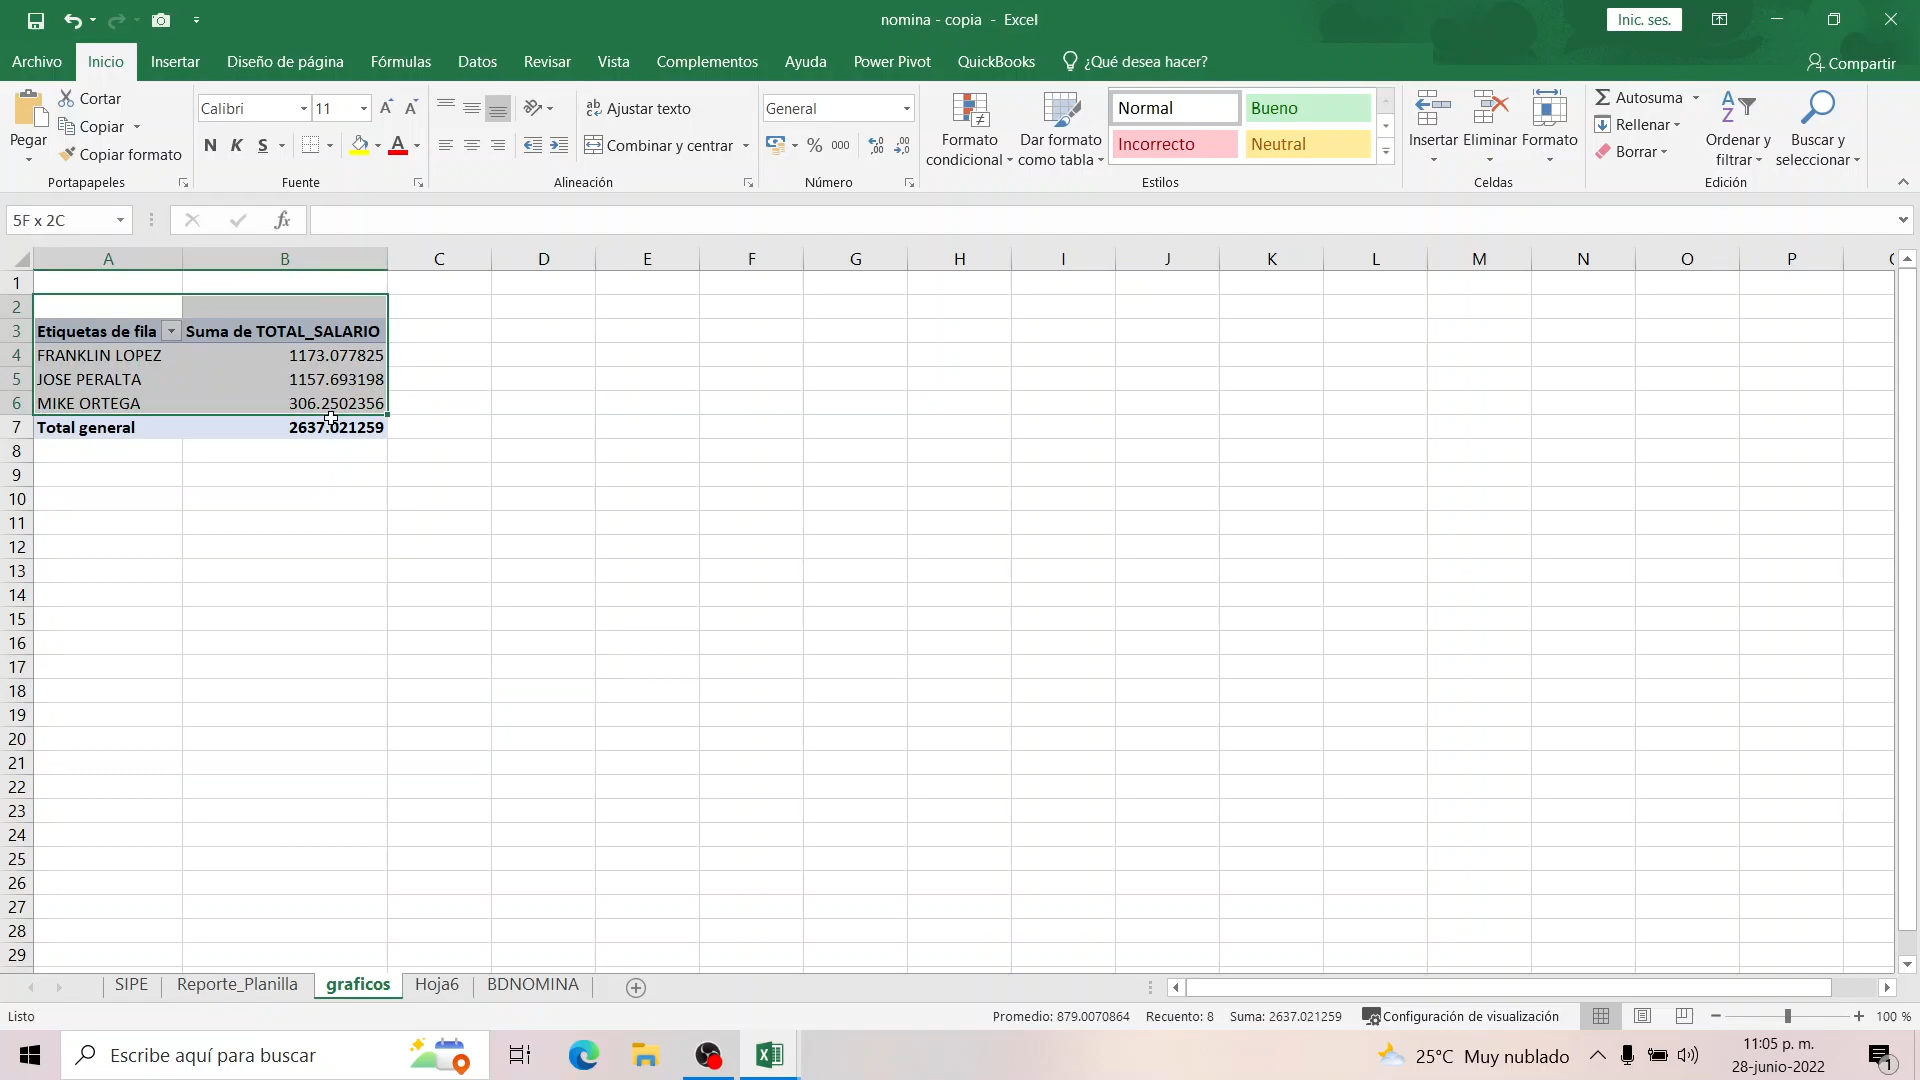 nomina - copia  -  Excel
Inic. ses.
Archivo
Inicio
Insertar
Diseño de página
Fórmulas
Datos
Revisar
Vista
Complementos
Ayuda
Power Pivot
QuickBooks
¿Qué desea hacer?
Compartir
Pegar
Cortar
Copiar
Copiar formato
Portapapeles
Calibri
11
N K S
Fuente
Ajustar texto
Combinar y centrar
Alineación
General
% 000
Número
Formato condicional
Dar formato como tabla
Normal
Bueno
Incorrecto
Neutral
Estilos
Insertar
Eliminar
Formato
Celdas
Autosuma
Rellenar
Borrar
Ordenar y filtrar
Buscar y seleccionar
Edición
5F x 2C
fx
A B C D E F G H I J K L M N O P
1
2
3 Etiquetas de fila Suma de TOTAL_SALARIO
4 FRANKLIN LOPEZ 1173.077825
5 JOSE PERALTA 1157.693198
6 MIKE ORTEGA 306.2502356
7 Total general 2637.021259
8
9
10
11
12
13
14
15
16
17
18
19
20
21
22
23
24
25
26
27
28
29
SIPE
Reporte_Planilla
graficos
Hoja6
BDNOMINA
Listo
Promedio: 879.0070864
Recuento: 8
Suma: 2637.021259
Configuración de visualización
100 %
Escribe aquí para buscar
25°C Muy nublado
11:05 p. m.
28-junio-2022
1